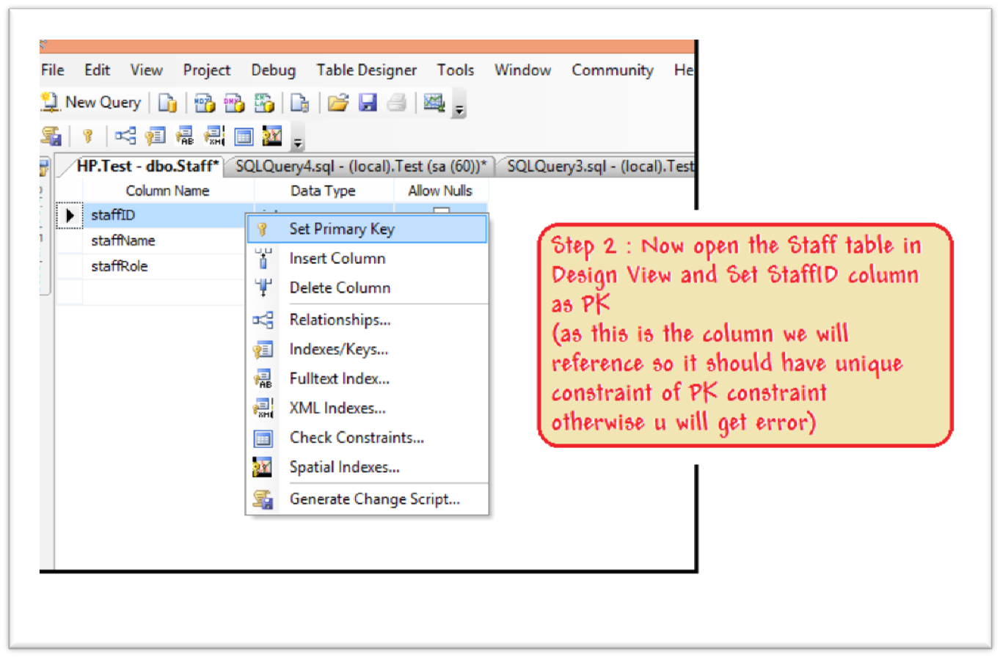 File Edit View Project Debug Table Designer Tools Window Community He
New Query
HP.Test - dbo.Staff* SQLQuery4.sql - (local).Test (sa (60))* SQLQuery3.sql - (local).Test
Column Name Data Type Allow Nulls
staffID
staffName
staffRole
Set Primary Key
Insert Column
Delete Column
Relationships...
Indexes/Keys...
Fulltext Index...
XML Indexes...
Check Constraints...
Spatial Indexes...
Generate Change Script...
Step 2 : Now open the Staff table in
Design View and Set StaffID column
as PK
(as this is the column we will
reference so it should have unique
constraint of PK constraint
otherwise u will get error)